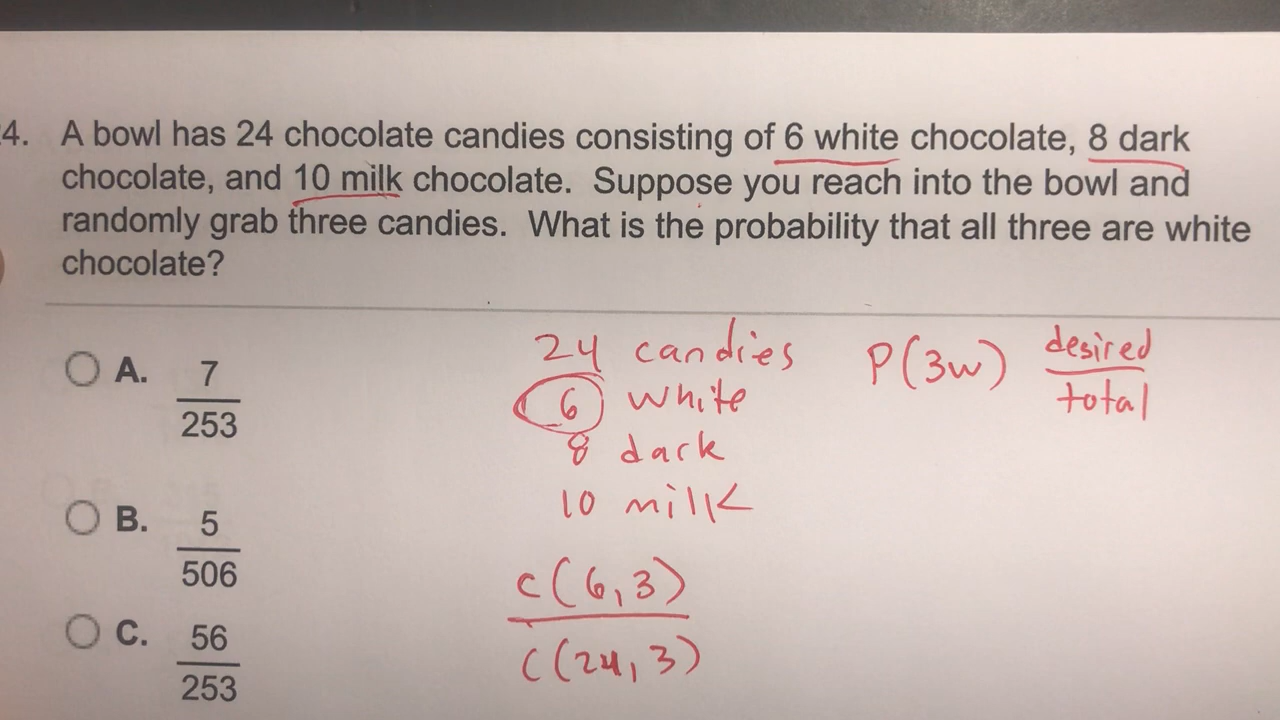 4. A bowl has 24 chocolate candies consisting of 6 white chocolate, 8 dark
chocolate, and 10 milk chocolate. Suppose you reach into the bowl and
randomly grab three candies. What is the probability that all three are white
chocolate?
A. 7
253
B. 5
506
C. 56
253
24 candies
6 white
8 dark
10 milk
P(3w) desired
total
C(6,3)
C(24,3)